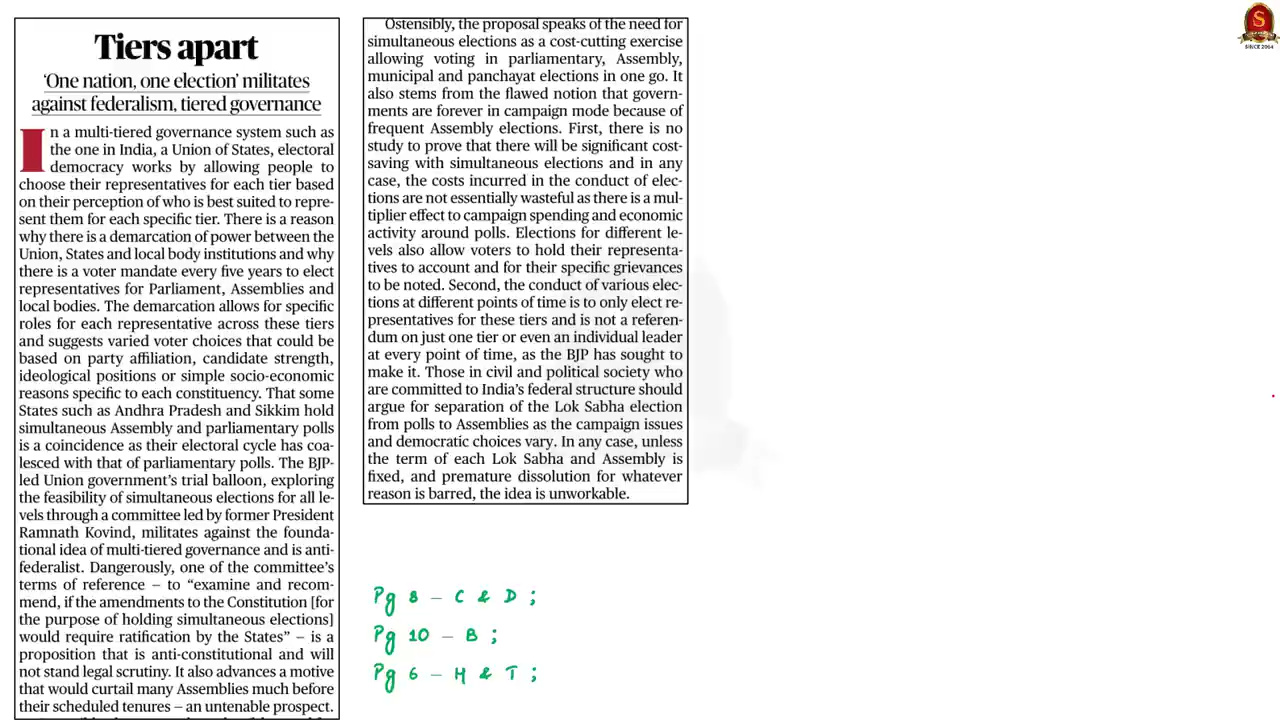 Tiers apart
'One nation, one election' militates
against federalism, tiered governance
In a multi-tiered governance system such as
the one in India, a Union of States, electoral
democracy works by allowing people to
choose their representatives for each tier based
on their perception of who is best suited to repre-
sent them for each specific tier. There is a reason
why there is a demarcation of power between the
Union, States and local body institutions and why
there is a voter mandate every five years to elect
representatives for Parliament, Assemblies and
local bodies. The demarcation allows for specific
roles for each representative across these tiers
and suggests varied voter choices that could be
based on party affiliation, candidate strength,
ideological positions or simple socio-economic
reasons specific to each constituency. That some
States such as Andhra Pradesh and Sikkim hold
simultaneous Assembly and parliamentary polls
is a coincidence as their electoral cycle has coa-
lesced with that of parliamentary polls. The BJP-
led Union government's trial balloon, exploring
the feasibility of simultaneous elections for all le-
vels through a committee led by former President
Ramnath Kovind, militates against the founda-
tional idea of multi-tiered governance and is anti-
federalist. Dangerously, one of the committee's
terms of reference – to "examine and recom-
mend, if the amendments to the Constitution [for
the purpose of holding simultaneous elections]
would require ratification by the States" – is a
proposition that is anti-constitutional and will
not stand legal scrutiny. It also advances a motive
that would curtail many Assemblies much before
their scheduled tenures – an untenable prospect.
Ostensibly, the proposal speaks of the need for
simultaneous elections as a cost-cutting exercise
allowing voting in parliamentary, Assembly,
municipal and panchayat elections in one go. It
also stems from the flawed notion that govern-
ments are forever in campaign mode because of
frequent Assembly elections. First, there is no
study to prove that there will be significant cost-
saving with simultaneous elections and in any
case, the costs incurred in the conduct of elec-
tions are not essentially wasteful as there is a mul-
tiplier effect to campaign spending and economic
activity around polls. Elections for different le-
vels also allow voters to hold their representa-
tives to account and for their specific grievances
to be noted. Second, the conduct of various elec-
tions at different points of time is to only elect re-
presentatives for these tiers and is not a referen-
dum on just one tier or even an individual leader
at every point of time, as the BJP has sought to
make it. Those in civil and political society who
are committed to India's federal structure should
argue for separation of the Lok Sabha election
from polls to Assemblies as the campaign issues
and democratic choices vary. In any case, unless
the term of each Lok Sabha and Assembly is
fixed, and premature dissolution for whatever
reason is barred, the idea is unworkable.
Pg 8 – C & D ;
Pg 10 – B ;
Pg 6 – H & T ;
S
SINCE 2004